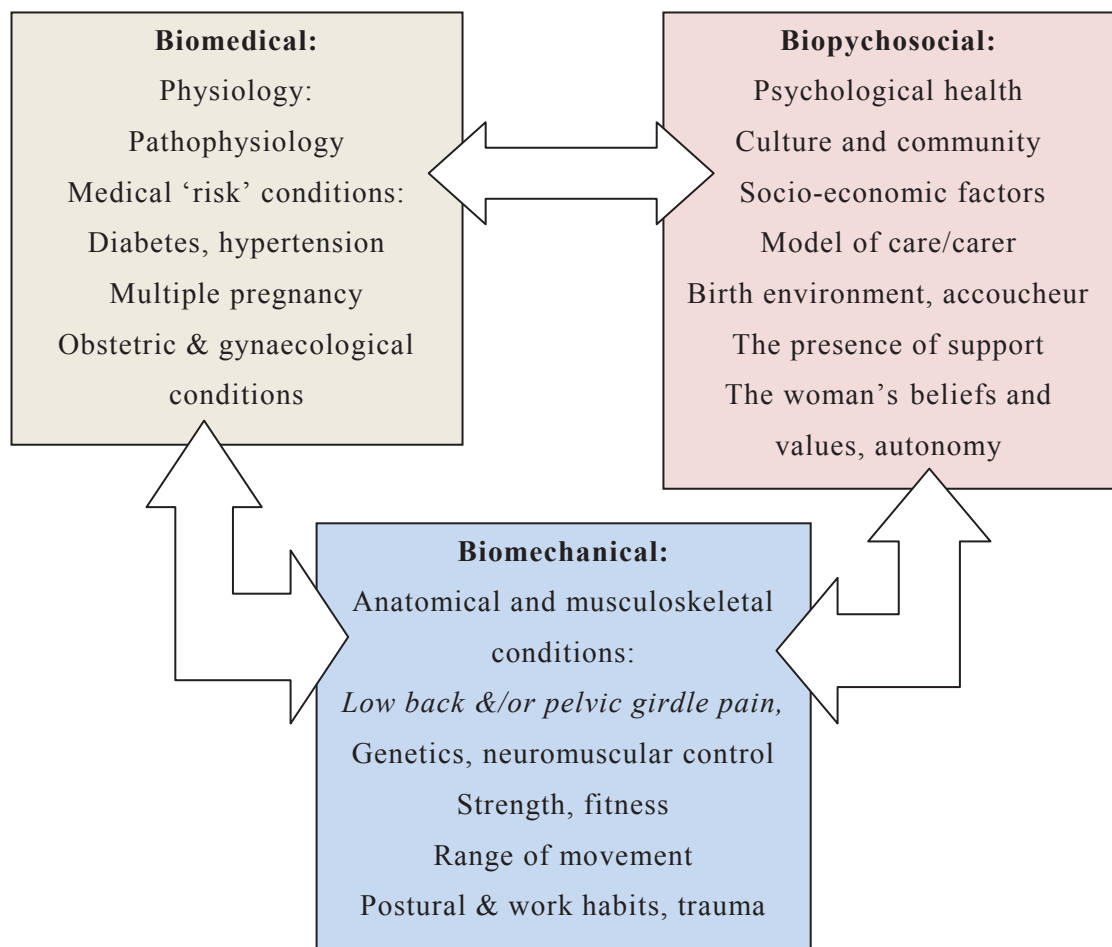 Biomedical:
Physiology:
Pathophysiology
Medical ‘risk’ conditions:
Diabetes, hypertension
Multiple pregnancy
Obstetric & gynaecological
conditions
Biopychosocial:
Psychological health
Culture and community
Socio-economic factors
Model of care/carer
Birth environment, accoucheur
The presence of support
The woman’s beliefs and
values, autonomy
Biomechanical:
Anatomical and musculoskeletal
conditions:
Low back &/or pelvic girdle pain,
Genetics, neuromuscular control
Strength, fitness
Range of movement
Postural & work habits, trauma